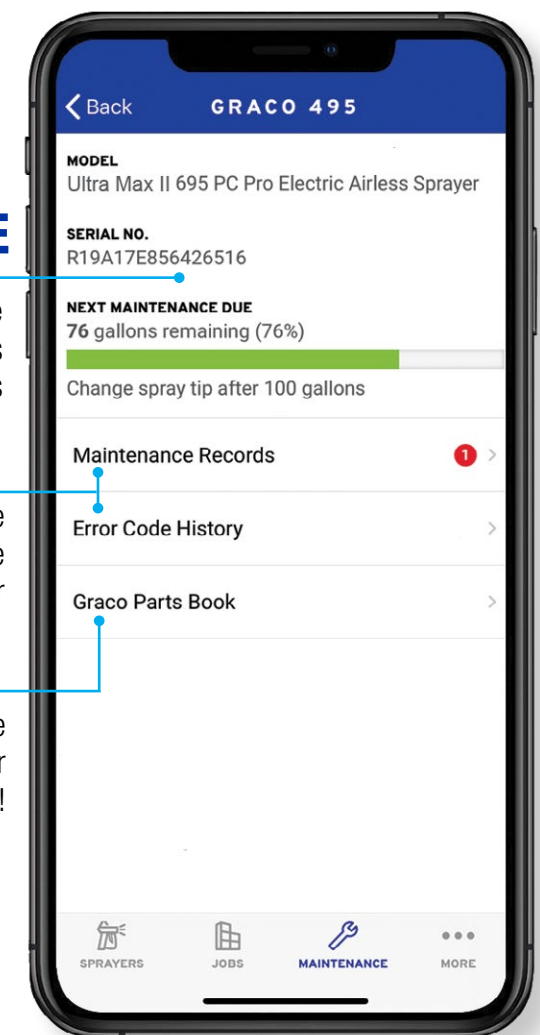 Back
GRACO 495
MODEL
Ultra Max II 695 PC Pro Electric Airless Sprayer
SERIAL NO.
R19A17E856426516
NEXT MAINTENANCE DUE
76 gallons remaining (76%)
Change spray tip after 100 gallons
Maintenance Records
1
Error Code History
Graco Parts Book
SPRAYERS
JOBS
MAINTENANCE
MORE